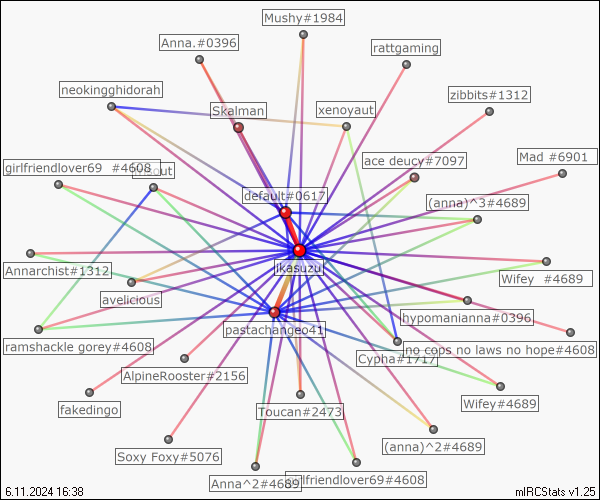 Mushy#1984
Anna.#0396
rattgaming
neokingghidorah
zibbits#1312
Skalman
xenoyaut
ace deucy#7097
Mad #6901
girlfriendlover69 #4608
default#0617
(anna)^3#4689
jkasuzu
Annarchist#1312
Wifey #4689
avelicious
hypomanianna#0396
pastachangeo41
ramshackle gorey#4608
Cypha#1717
no cops no laws no hope#4608
AlpineRooster#2156
fakedingo
Toucan#2473
Wifey#4689
Soxy Foxy#5076
(anna)^2#4689
Anna^2#4689
girlfriendlover69#4608
6.11.2024 16:38
mIRCStats v1.25